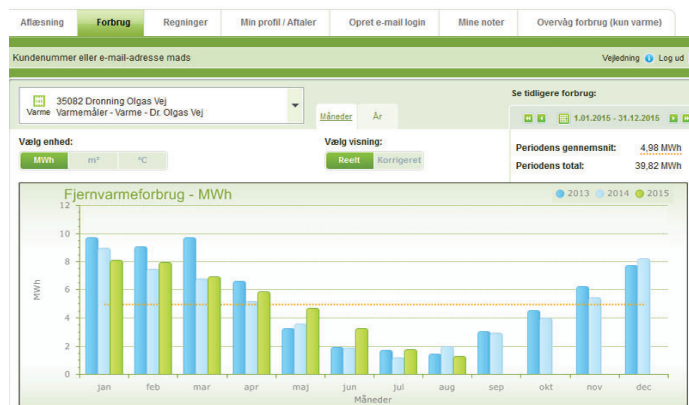 Aflæsning Forbrug Regninger Min profil / Aftaler Opret e-mail login Mine noter Overvåg forbrug (kun varme)
Kundenummer eller e-mail-adresse mads Vejledning Log ud
Se tidligere forbrug:
35082 Dronning Olgas Vej
Varme Varmemåler - Varme - Dr. Olgas Vej
Måneder År
1.01.2015 - 31.12.2015
Vælg enhed: Vælg visning:
Periodens gennemsnit: 4,98 MWh
MWh m³ °C Reelt Korrigeret
Periodens total: 39,82 MWh
Fjernvarmeforbrug - MWh
2013 2014 2015
12
10
8
6
4
2
0
MWh
jan feb mar apr maj jun jul aug sep okt nov dec
Måneder